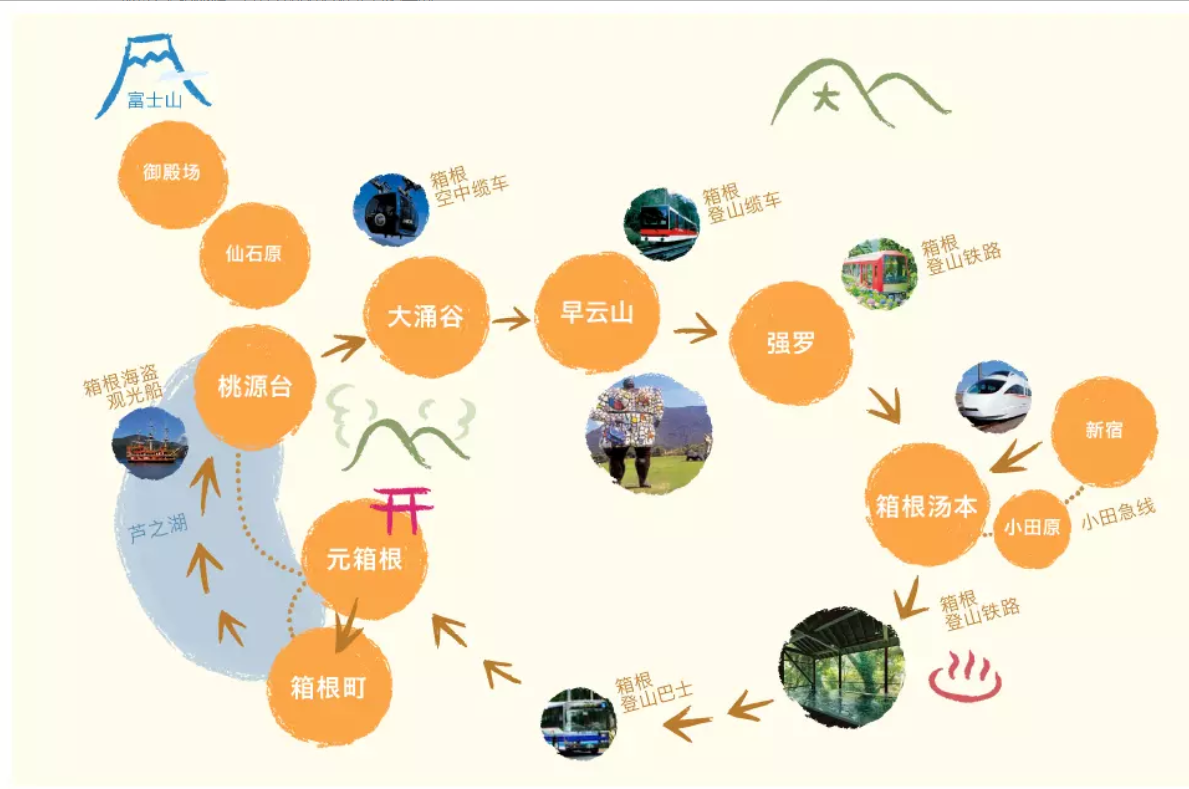 富士山
大
御殿场
仙石原
箱根
空中缆车
箱根
登山缆车
箱根
登山铁路
大涌谷
早云山
强罗
桃源台
箱根海盗
观光船
新宿
箱根汤本
小田原
小田急线
芦之湖
元箱根
箱根
登山铁路
箱根町
箱根
登山巴士